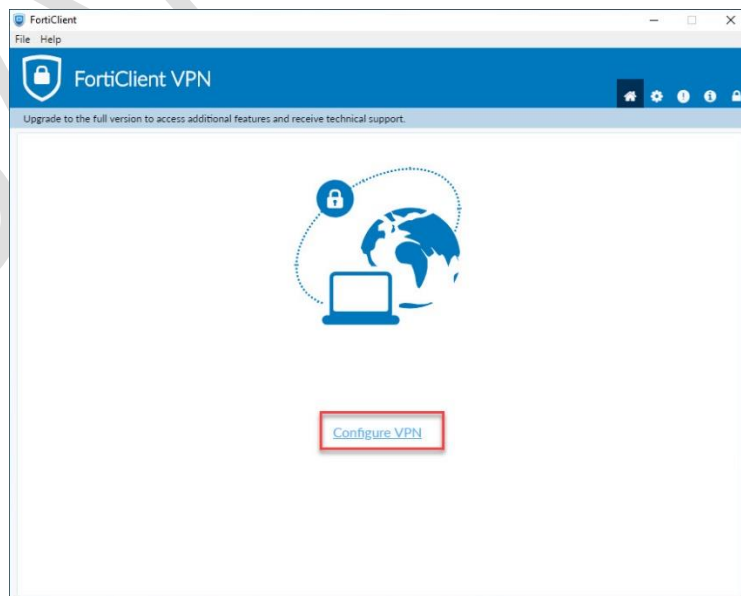 FortiClient
File Help
FortiClient VPN
Upgrade to the full version to access additional features and receive technical support.
Configure VPN